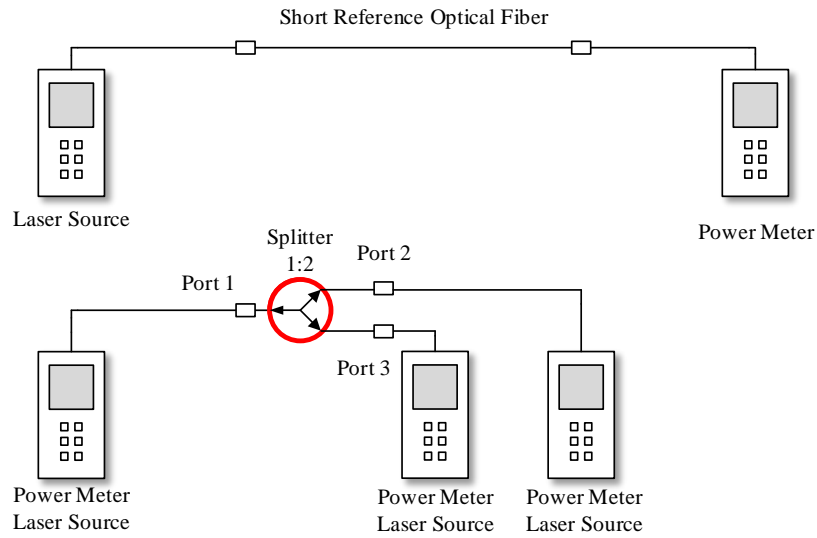 Short Reference Optical Fiber
Laser Source
Power Meter
Splitter
1:2
Port 1
Port 2
Port 3
Power Meter
Laser Source
Power Meter
Laser Source
Power Meter
Laser Source